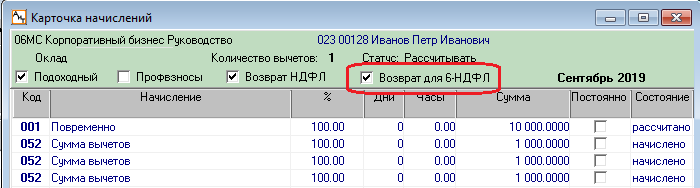 Карточка начислений
06МС Корпоративный бизнес Руководство 023 00128 Иванов Петр Иванович
Оклад Количество вычетов: 1 Статус: Рассчитывать
Подоходный Профвзносы Возврат НДФЛ Возврат для 6-НДФЛ Сентябрь 2019
Код Начисление % Дни Часы Сумма Постоянно Состояние
001 Повременно 100.00 0 0.00 10 000.0000 рассчитано
052 Сумма вычетов 100.00 0 0.00 1 000.0000 начислено
052 Сумма вычетов 100.00 0 0.00 1 000.0000 начислено
052 Сумма вычетов 100.00 0 0.00 1 000.0000 начислено